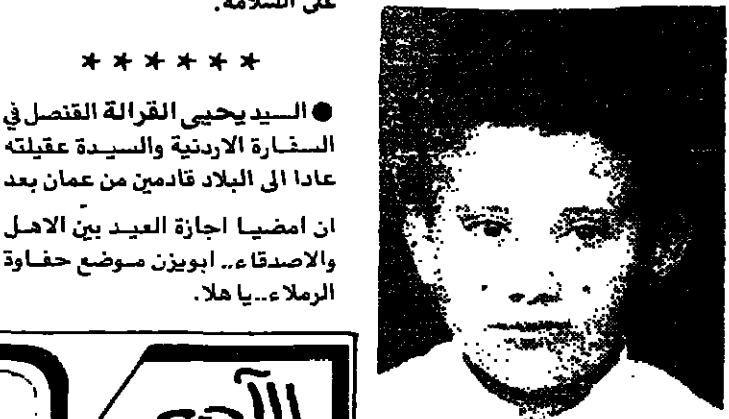 على السلامة.
******
● السيد يحيى القرالة القنصل في
السفارة الاردنية والسيدة عقيلته
عادا الى البلاد قادمين من عمان بعد
ان امضيا اجازة العيد بين الاهل
والاصدقاء.. ابويزن موضع حفاوة
الزملاء.. يا هلا.